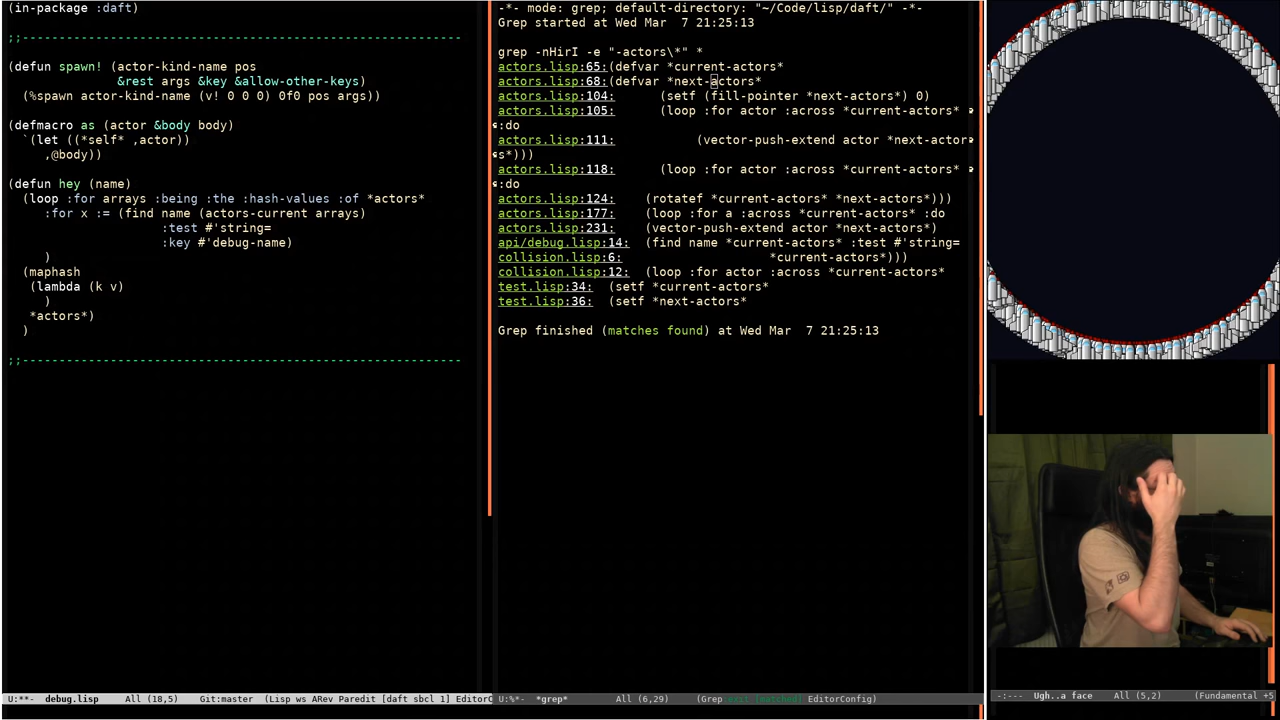 (in-package :daft)
;;------------------------------------------------------------
(defun spawn! (actor-kind-name pos
&rest args &key &allow-other-keys)
(%spawn actor-kind-name (v! 0 0 0) 0f0 pos args))
(defmacro as (actor &body body)
`(let ((*self* ,actor))
,@body))
(defun hey (name)
(loop :for arrays :being :the :hash-values :of *actors*
:for x := (find name (actors-current arrays)
:test #'string=
:key #'debug-name)
)
(maphash
(lambda (k v)
)
*actors*)
)
;;------------------------------------------------------------
U:**-  debug.lisp    All (18,5)    Git:master  (Lisp ws ARev Paredit [daft sbcl 1] EditorC
-*- mode: grep; default-directory: "~/Code/lisp/daft/" -*-
Grep started at Wed Mar  7 21:25:13
grep -nHirI -e "-actors\*" *
actors.lisp:65:(defvar *current-actors*
actors.lisp:68:(defvar *next-actors*
actors.lisp:104:      (setf (fill-pointer *next-actors*) 0)
actors.lisp:105:      (loop :for actor :across *current-actors*
:do
actors.lisp:111:           (vector-push-extend actor *next-actor
s*)))
actors.lisp:118:      (loop :for actor :across *current-actors*
:do
actors.lisp:124:    (rotatef *current-actors* *next-actors*)))
actors.lisp:177:    (loop :for a :across *current-actors* :do
actors.lisp:231:    (vector-push-extend actor *next-actors*)
api/debug.lisp:14:  (find name *current-actors* :test #'string=
collision.lisp:6:                    *current-actors*)))
collision.lisp:12:  (loop :for actor :across *current-actors*
test.lisp:34:  (setf *current-actors*
test.lisp:36:  (setf *next-actors*
Grep finished (matches found) at Wed Mar  7 21:25:13
U:%*-  *grep*       All (6,29)     (Grep:exit [matched] EditorConfig)
-:---  Ugh..a face   All (5,2)      (Fundamental +5